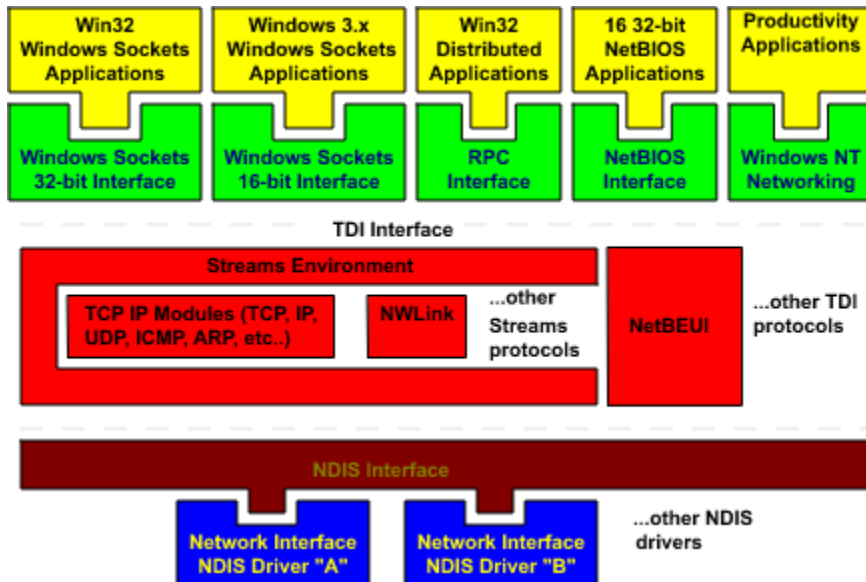 Win32
Windows Sockets
Applications
Windows 3.x
Windows Sockets
Applications
Win32
Distributed
Applications
16 32-bit
NetBIOS
Applications
Productivity
Applications
Windows Sockets
32-bit Interface
Windows Sockets
16-bit Interface
RPC
Interface
NetBIOS
Interface
Windows NT
Networking
TDI Interface
Streams Environment
TCP IP Modules (TCP, IP,
UDP, ICMP, ARP, etc..)
NWLink
...other
Streams
protocols
NetBEUI
...other TDI
protocols
NDIS Interface
Network Interface
NDIS Driver "A"
Network Interface
NDIS Driver "B"
...other NDIS
drivers